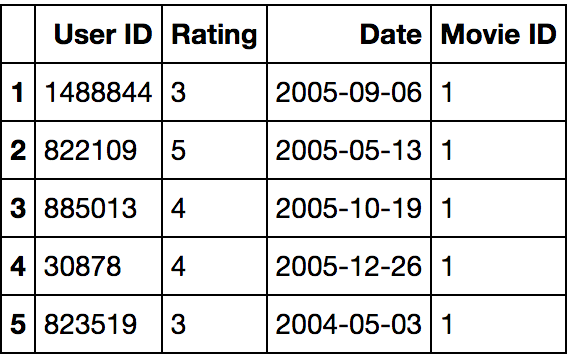 User ID Rating Date Movie ID
1 1488844 3 2005-09-06 1
2 822109 5 2005-05-13 1
3 885013 4 2005-10-19 1
4 30878 4 2005-12-26 1
5 823519 3 2004-05-03 1